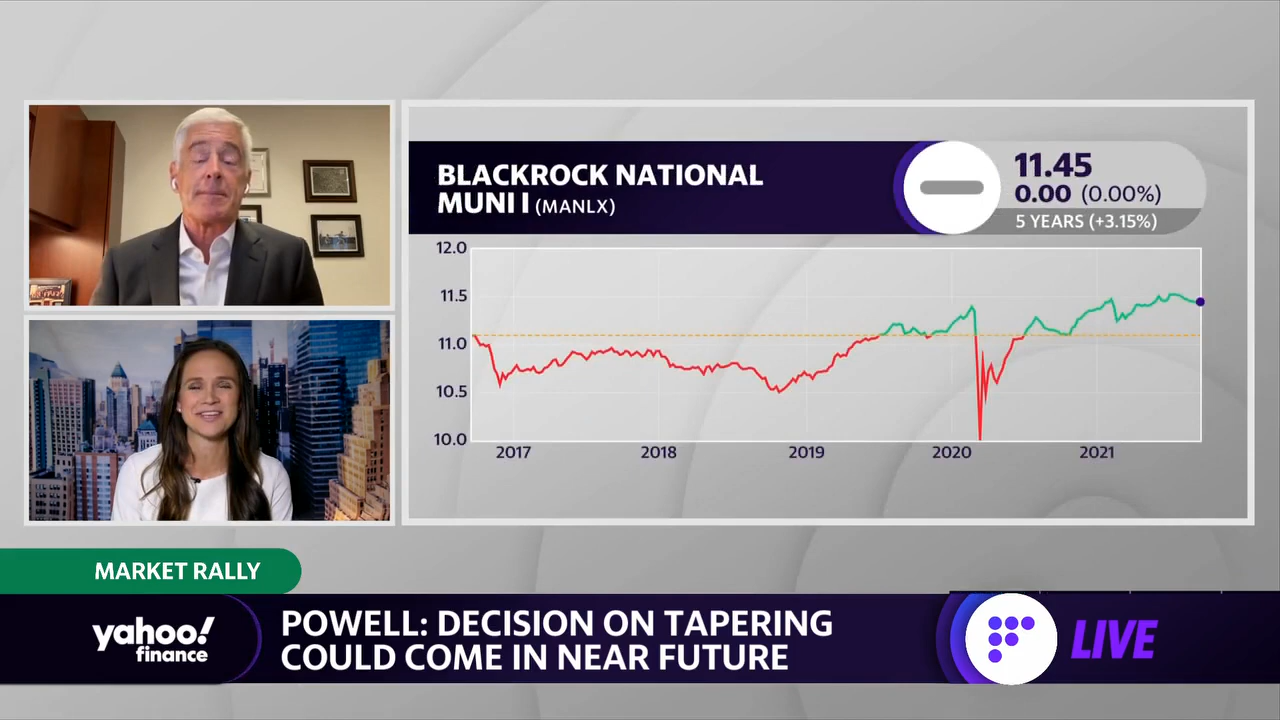 BLACKROCK NATIONAL
MUNI I (MANLX)
11.45
0.00 (0.00%)
5 YEARS (+3.15%)
12.0
11.5
11.0
10.5
10.0
2017 2018 2019 2020 2021
MARKET RALLY
yahoo!
finance
POWELL: DECISION ON TAPERING
COULD COME IN NEAR FUTURE
LIVE